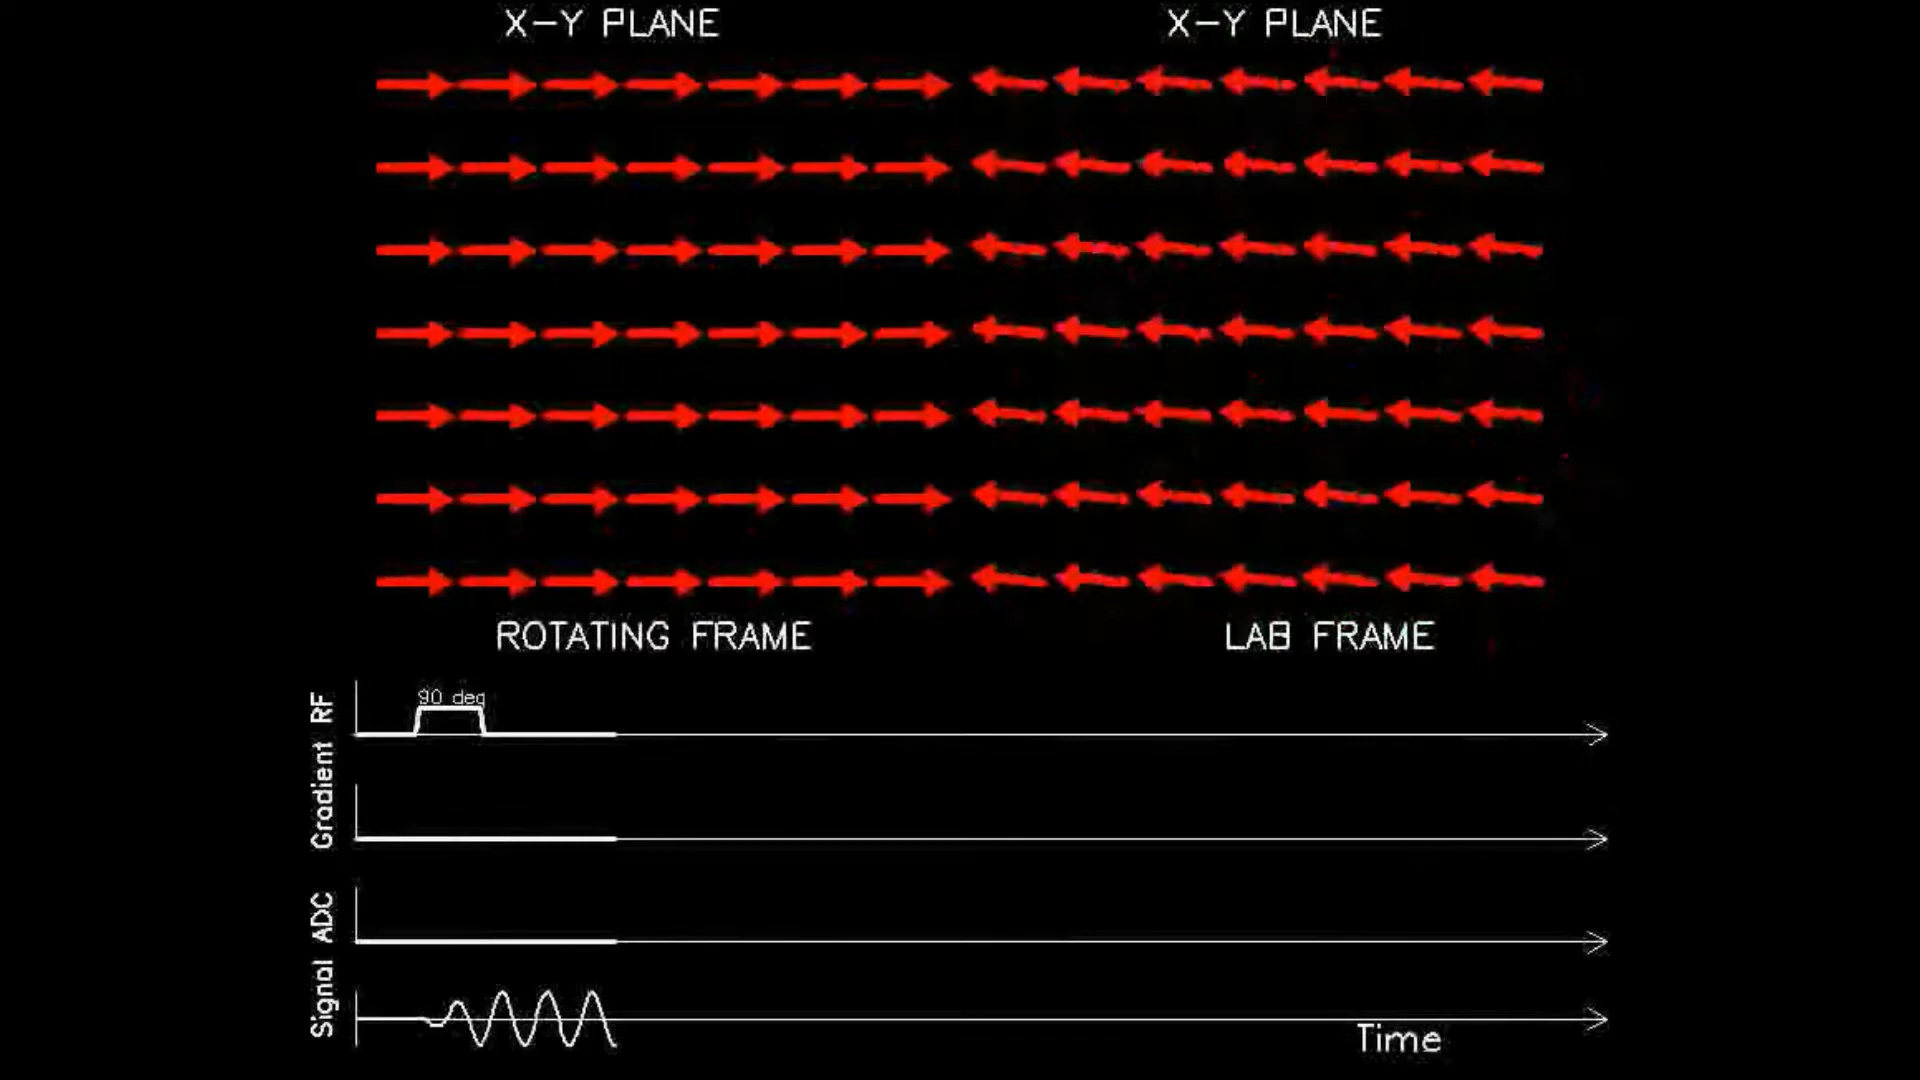 X-Y PLANE
X-Y PLANE
ROTATING FRAME
LAB FRAME
RF
90 deg
Gradient
ADC
Signal
Time